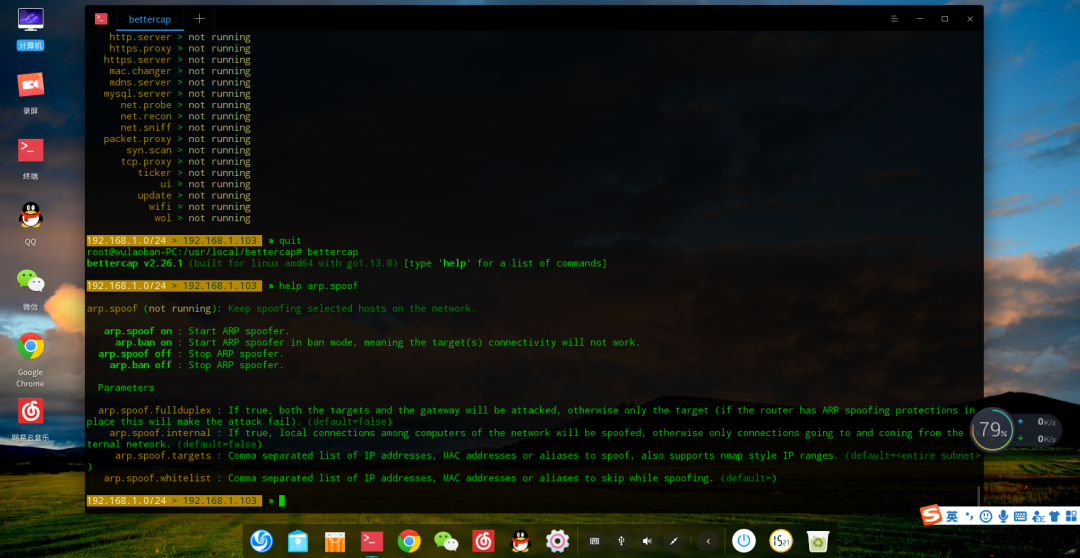 计算机
录屏
终端
QQ
微信
Google
Chrome
网易云音乐
bettercap
http.server > not running
https.proxy > not running
https.server > not running
mac.changer > not running
mdns.server > not running
mysql.server > not running
net.probe > not running
net.recon > not running
net.sniff > not running
packet.proxy > not running
syn.scan > not running
tcp.proxy > not running
ticker > not running
ui > not running
update > not running
wifi > not running
wol > not running
192.168.1.0/24 > 192.168.1.103 » quit
root@wulaoban-PC:/usr/local/bettercap# bettercap
bettercap v2.26.1 (built for linux amd64 with go1.13.8) [type 'help' for a list of commands]
192.168.1.0/24 > 192.168.1.103 » help arp.spoof
arp.spoof (not running): Keep spoofing selected hosts on the network.
arp.spoof on : Start ARP spoofer.
arp.ban on : Start ARP spoofer in ban mode, meaning the target(s) connectivity will not work.
arp.spoof off : Stop ARP spoofer.
arp.ban off : Stop ARP spoofer.
Parameters
arp.spoof.fullduplex : If true, both the targets and the gateway will be attacked, otherwise only the target (if the router has ARP spoofing protections in
place this will make the attack fail). (default=false)
arp.spoof.internal : If true, local connections among computers of the network will be spoofed, otherwise only connections going to and coming from the
ternal network. (default=false)
arp.spoof.targets : Comma separated list of IP addresses, MAC addresses or aliases to spoof, also supports nmap style IP ranges. (default=<entire subnet>
)
arp.spoof.whitelist : Comma separated list of IP addresses, MAC addresses or aliases to skip while spoofing. (default=)
192.168.1.0/24 > 192.168.1.103 »
79%
0K/s
0K/s
英
15:27